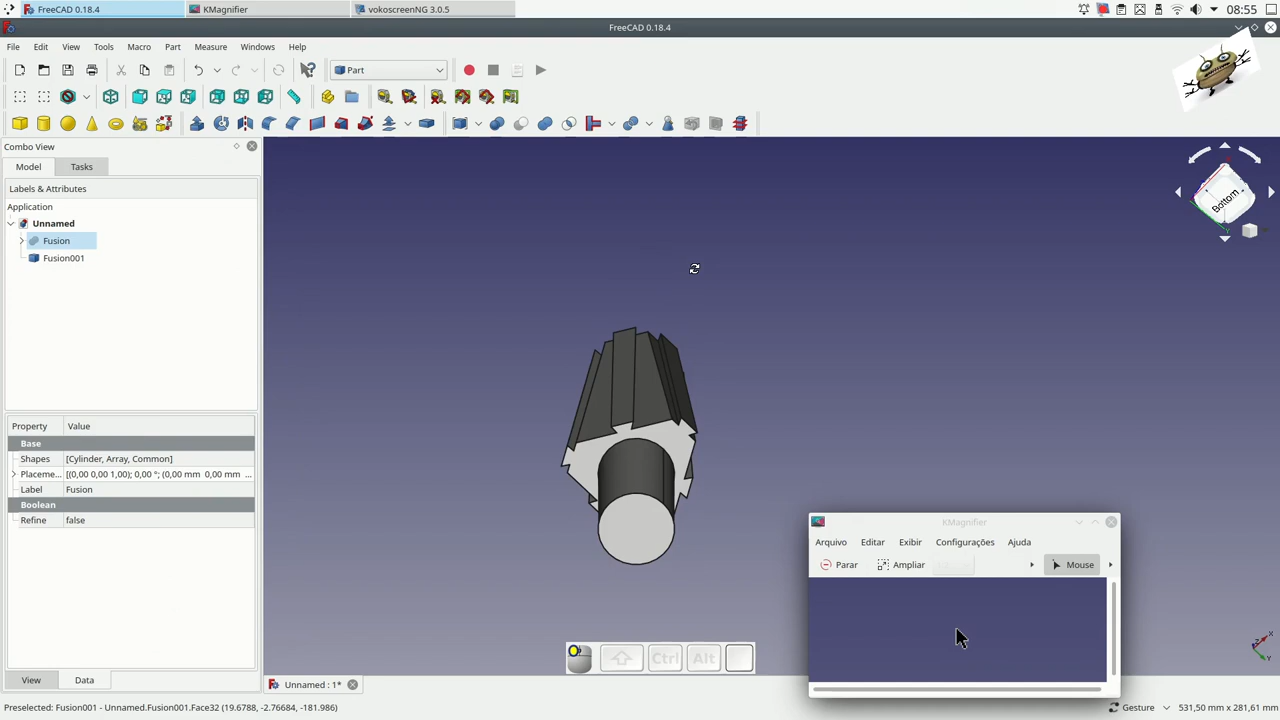 FreeCAD 0.18.4
KMagnifier
vokoscreenNG 3.0.5
08:55
FreeCAD 0.18.4
File
Edit
View
Tools
Macro
Part
Measure
Windows
Help
Part
Combo View
Model
Tasks
Labels & Attributes
Application
Unnamed
Fusion
Fusion001
Bottom
Property
Value
Base
Shapes
[Cylinder, Array, Common]
Placeme...
[(0,00 0,00 1,00); 0,00 °; (0,00 mm 0,00 mm ...
Label
Fusion
Boolean
Refine
false
View
Data
KMagnifier
Arquivo
Editar
Exibir
Configurações
Ajuda
Parar
Ampliar
Mouse
Ctrl
Alt
Unnamed : 1*
Preselected: Fusion001 - Unnamed.Fusion001.Face32 (19.6788, -2.76684, -181.986)
Gesture
531,50 mm x 281,61 mm